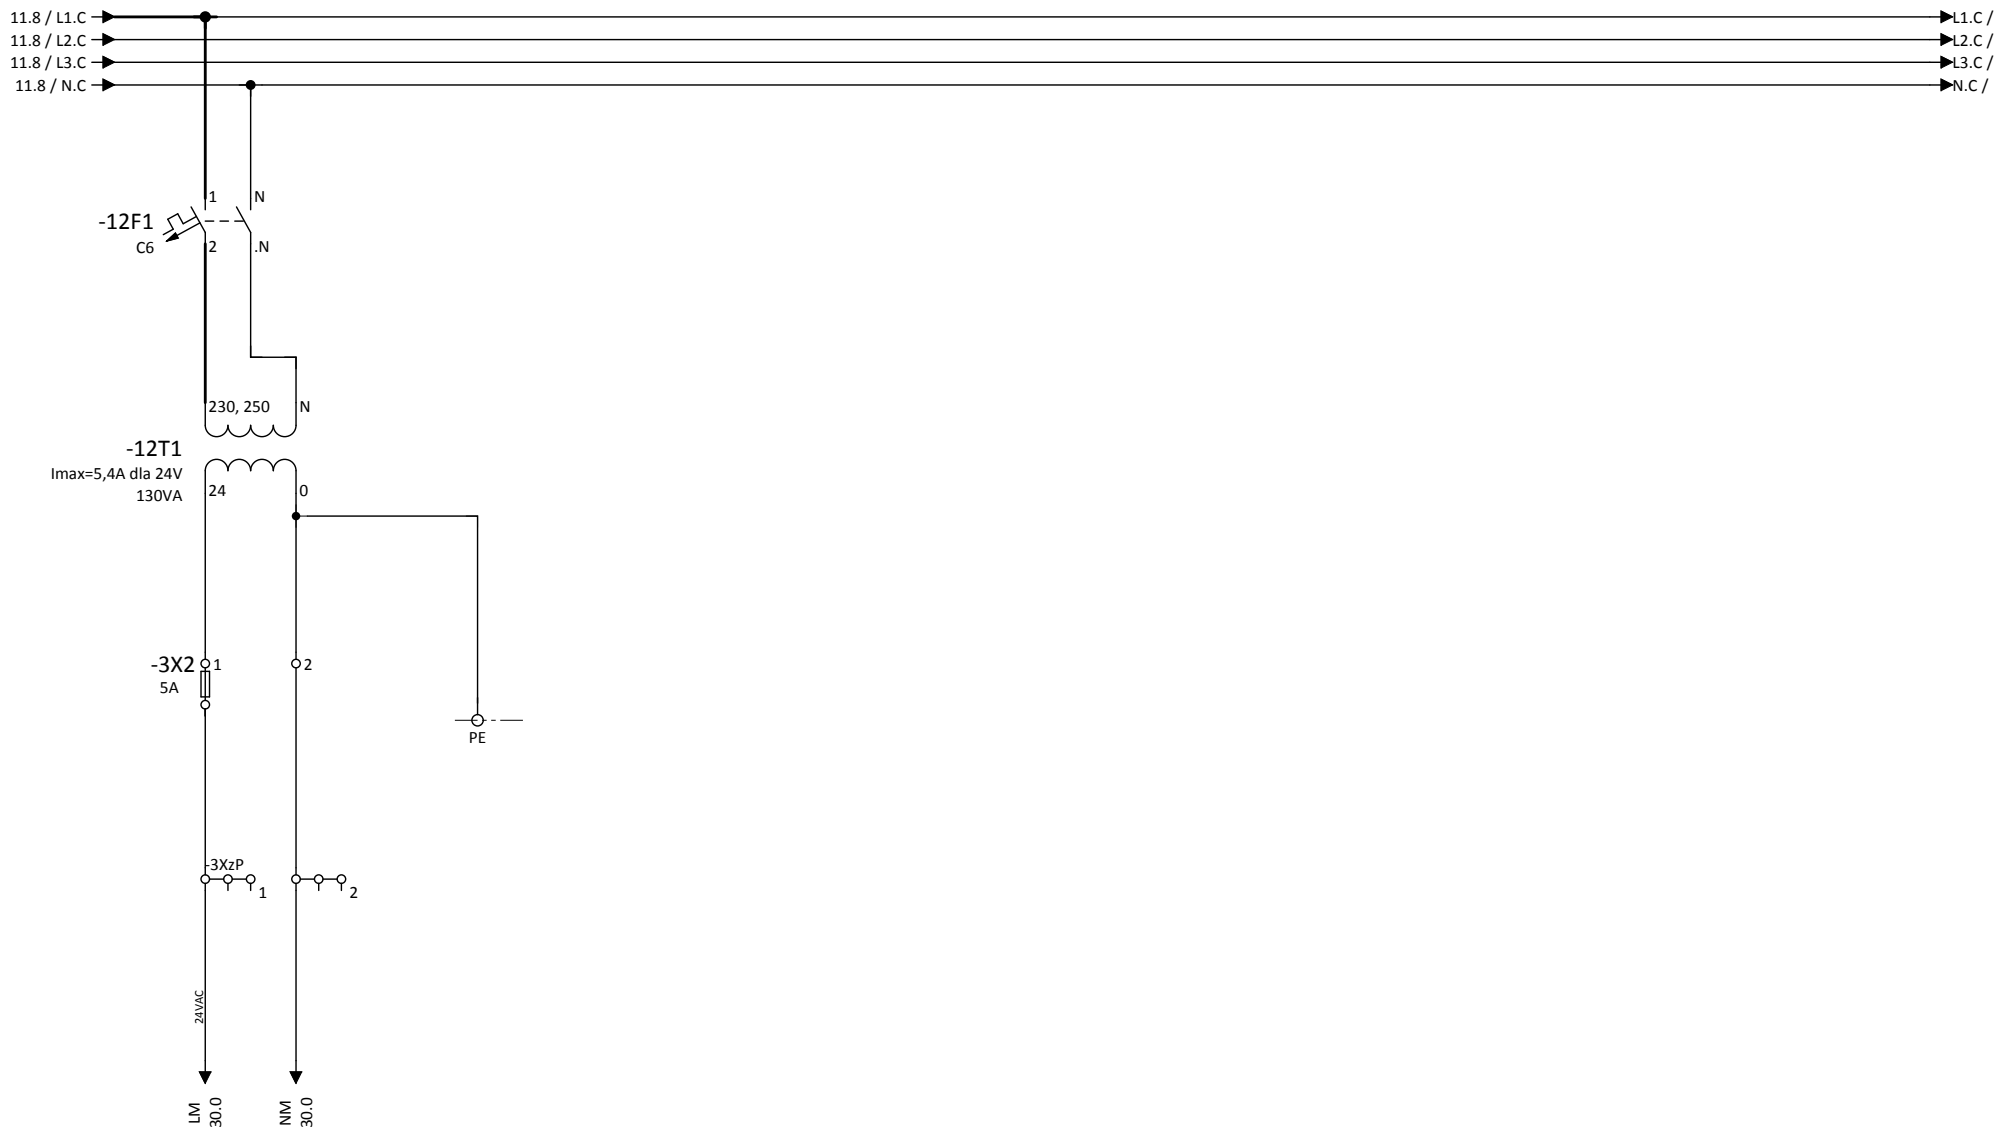 11.8 / L1.C
L1.C /
11.8 / L2.C
L2.C /
11.8 / L3.C
L3.C /
11.8 / N.C
N.C /
1
N
-12F1
C6
2
.N
230, 250
N
-12T1
Imax=5,4A dla 24V
130VA
24
0
-3X2
1
2
5A
PE
-3XzP
1
2
24VAC
LM
30.0
NM
30.0